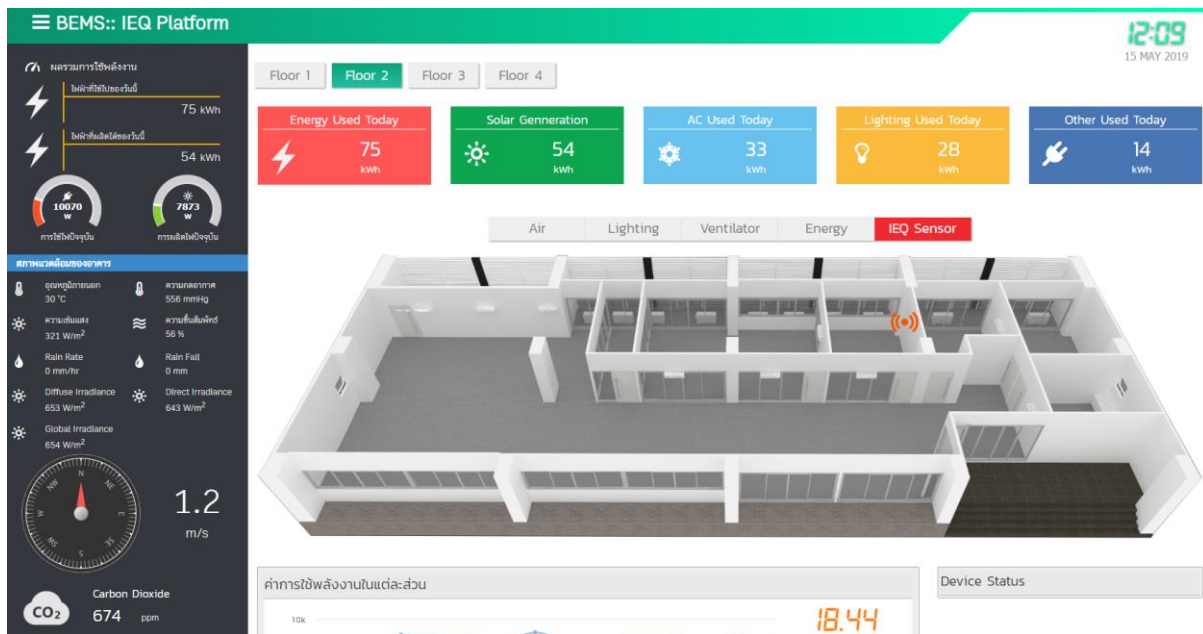 BEMS:: IEQ Platform
12:09
15 MAY 2019
ผลรวมการใช้พลังงาน
ไฟฟ้าที่ใช้ไปของวันนี้
75 kWh
ไฟฟ้าที่ผลิตได้ของวันนี้
54 kWh
10070
W
7873
W
การใช้ไฟปัจจุบัน
การผลิตไฟปัจจุบัน
สภาพแวดล้อมของอาคาร
อุณหภูมิภายนอก
30 °C
ความกดอากาศ
556 mmHg
ความเข้มแสง
321 W/m²
ความชื้นสัมพัทธ์
56 %
Rain Rate
0 mm/hr
Rain Fall
0 mm
Diffuse Irradiance
653 W/m²
Direct Irradiance
643 W/m²
Global Irradiance
654 W/m²
N
NE
E
SE
S
SW
W
NW
1.2
m/s
CO₂
Carbon Dioxide
674 ppm
Floor 1
Floor 2
Floor 3
Floor 4
Energy Used Today
75
kWh
Solar Genneration
54
kWh
AC Used Today
33
kWh
Lighting Used Today
28
kWh
Other Used Today
14
kWh
Air
Lighting
Ventilator
Energy
IEQ Sensor
ค่าการใช้พลังงานในแต่ละส่วน
10k
18.44
Device Status